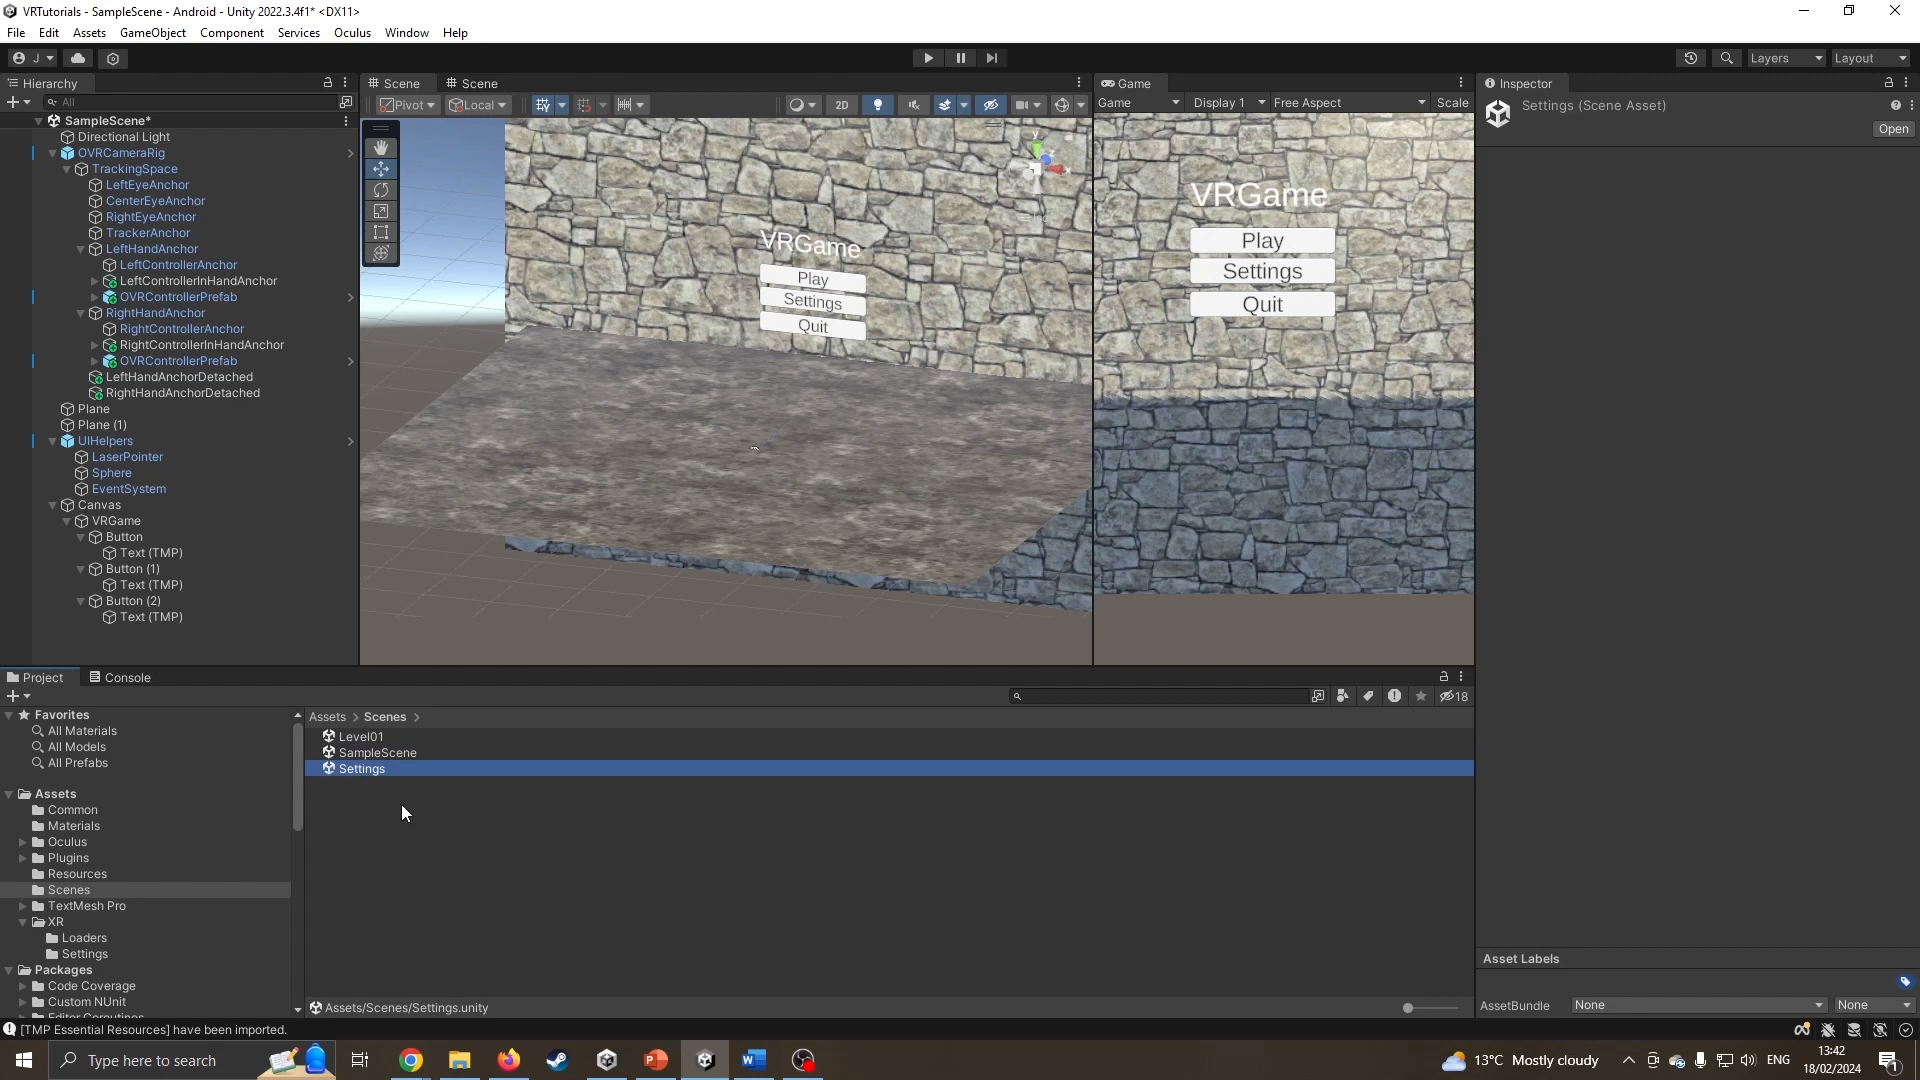 VRTutorials - SampleScene - Android - Unity 2022.3.4f1* <DX11>
File Edit Assets GameObject Component Services Oculus Window Help
J
Layers Layout
Hierarchy
All
SampleScene*
Directional Light
OVRCameraRig
TrackingSpace
LeftEyeAnchor
CenterEyeAnchor
RightEyeAnchor
TrackerAnchor
LeftHandAnchor
LeftControllerAnchor
LeftControllerInHandAnchor
OVRControllerPrefab
RightHandAnchor
RightControllerAnchor
RightControllerInHandAnchor
OVRControllerPrefab
LeftHandAnchorDetached
RightHandAnchorDetached
Plane
Plane (1)
UIHelpers
LaserPointer
Sphere
EventSystem
Canvas
VRGame
Button
Text (TMP)
Button (1)
Text (TMP)
Button (2)
Text (TMP)
Scene Scene
Pivot Local 2D
y
x
VRGame
Play
Settings
Quit
Game
Game Display 1 Free Aspect Scale
VRGame
Play
Settings
Quit
Inspector
Settings (Scene Asset)
Open
Asset Labels
AssetBundle None None
Project Console
18
Favorites
All Materials
All Models
All Prefabs
Assets
Common
Materials
Oculus
Plugins
Resources
Scenes
TextMesh Pro
XR
Loaders
Settings
Packages
Code Coverage
Custom NUnit
Editor Coroutines
Assets > Scenes >
Level01
SampleScene
Settings
Assets/Scenes/Settings.unity
[TMP Essential Resources] have been imported.
Type here to search
13°C Mostly cloudy
ENG
13:42
18/02/2024
1